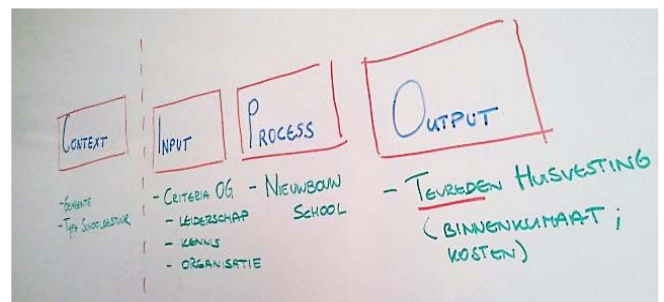 CONTEXT
- GEMEENTE
- TYPE SCHOOLBESTUUR
INPUT
- CRITERIA OG
- LEIDERSCHAP
- KENNIS
- ORGANISATIE
PROCESS
- NIEUWBOUW
SCHOOL
OUTPUT
- TEVREDEN HUISVESTING
(BINNENKLIMAAT;
KOSTEN)